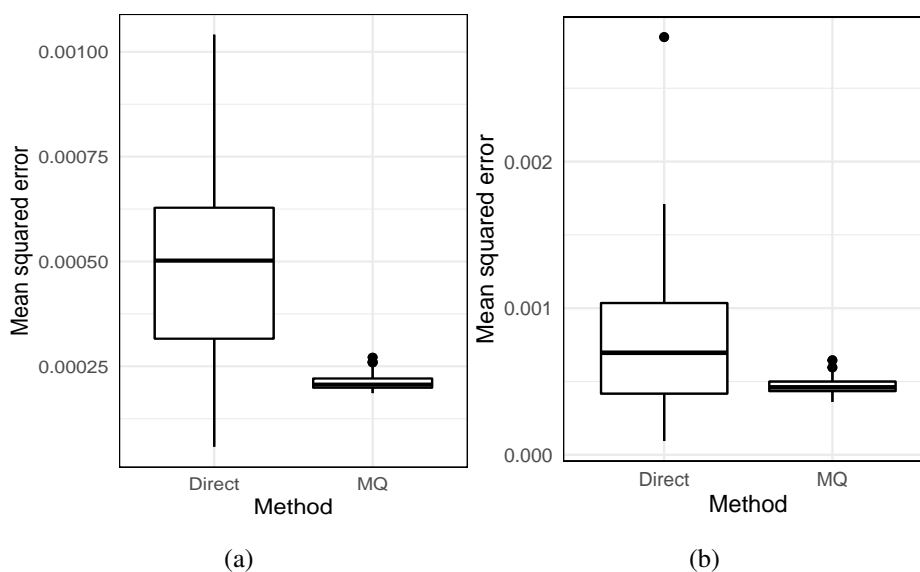 Mean squared error
0.00100
0.00075
0.00050
0.00025
Direct
MQ
Method
(a)
Mean squared error
0.002
0.001
0.000
Direct
MQ
Method
(b)